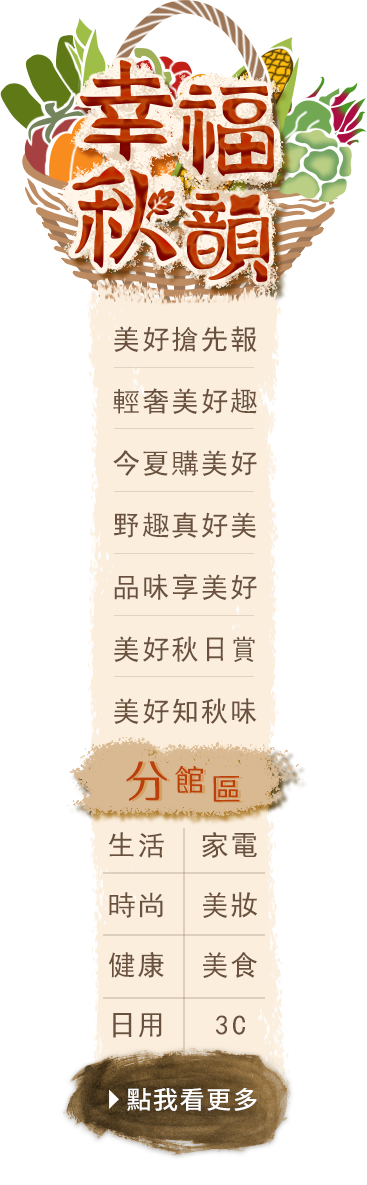 幸福
秋韻
美好搶先報
輕奢美好趣
今夏購美好
野趣真好美
品味享美好
美好秋日賞
美好知秋味
分館區
生活 家電
時尚 美妝
健康 美食
日用 3C
點我看更多